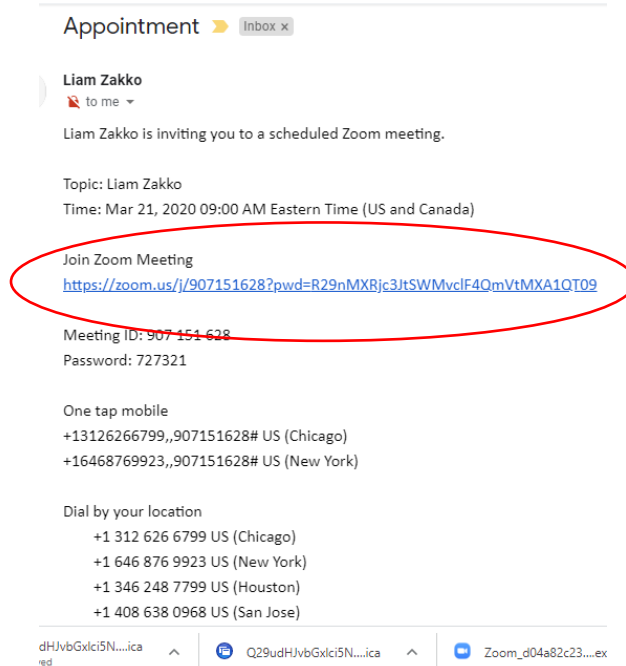 Appointment Inbox x
Liam Zakko
to me
Liam Zakko is inviting you to a scheduled Zoom meeting.
Topic: Liam Zakko
Time: Mar 21, 2020 09:00 AM Eastern Time (US and Canada)
Join Zoom Meeting
https://zoom.us/j/907151628?pwd=R29nMXRjc3JtSWMvclF4QmVtMXA1QT09
Meeting ID: 907 151 628
Password: 727321
One tap mobile
+13126266799,,907151628# US (Chicago)
+16468769923,,907151628# US (New York)
Dial by your location
+1 312 626 6799 US (Chicago)
+1 646 876 9923 US (New York)
+1 346 248 7799 US (Houston)
+1 408 638 0968 US (San Jose)
dHJvbGxlci5N....ica Q29udHJvbGxlci5N....ica Zoom_d04a82c23....ex